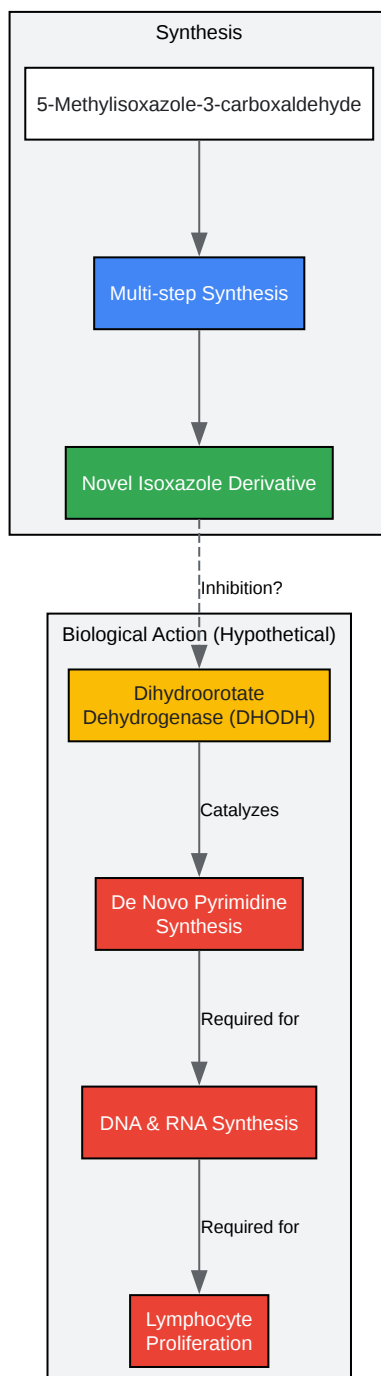 Synthesis
5-Methylisoxazole-3-carboxaldehyde
Multi-step Synthesis
Novel Isoxazole Derivative
Inhibition?
Biological Action (Hypothetical)
Dihydroorotate
Dehydrogenase (DHODH)
Catalyzes
De Novo Pyrimidine
Synthesis
Required for
DNA & RNA Synthesis
Required for
Lymphocyte
Proliferation